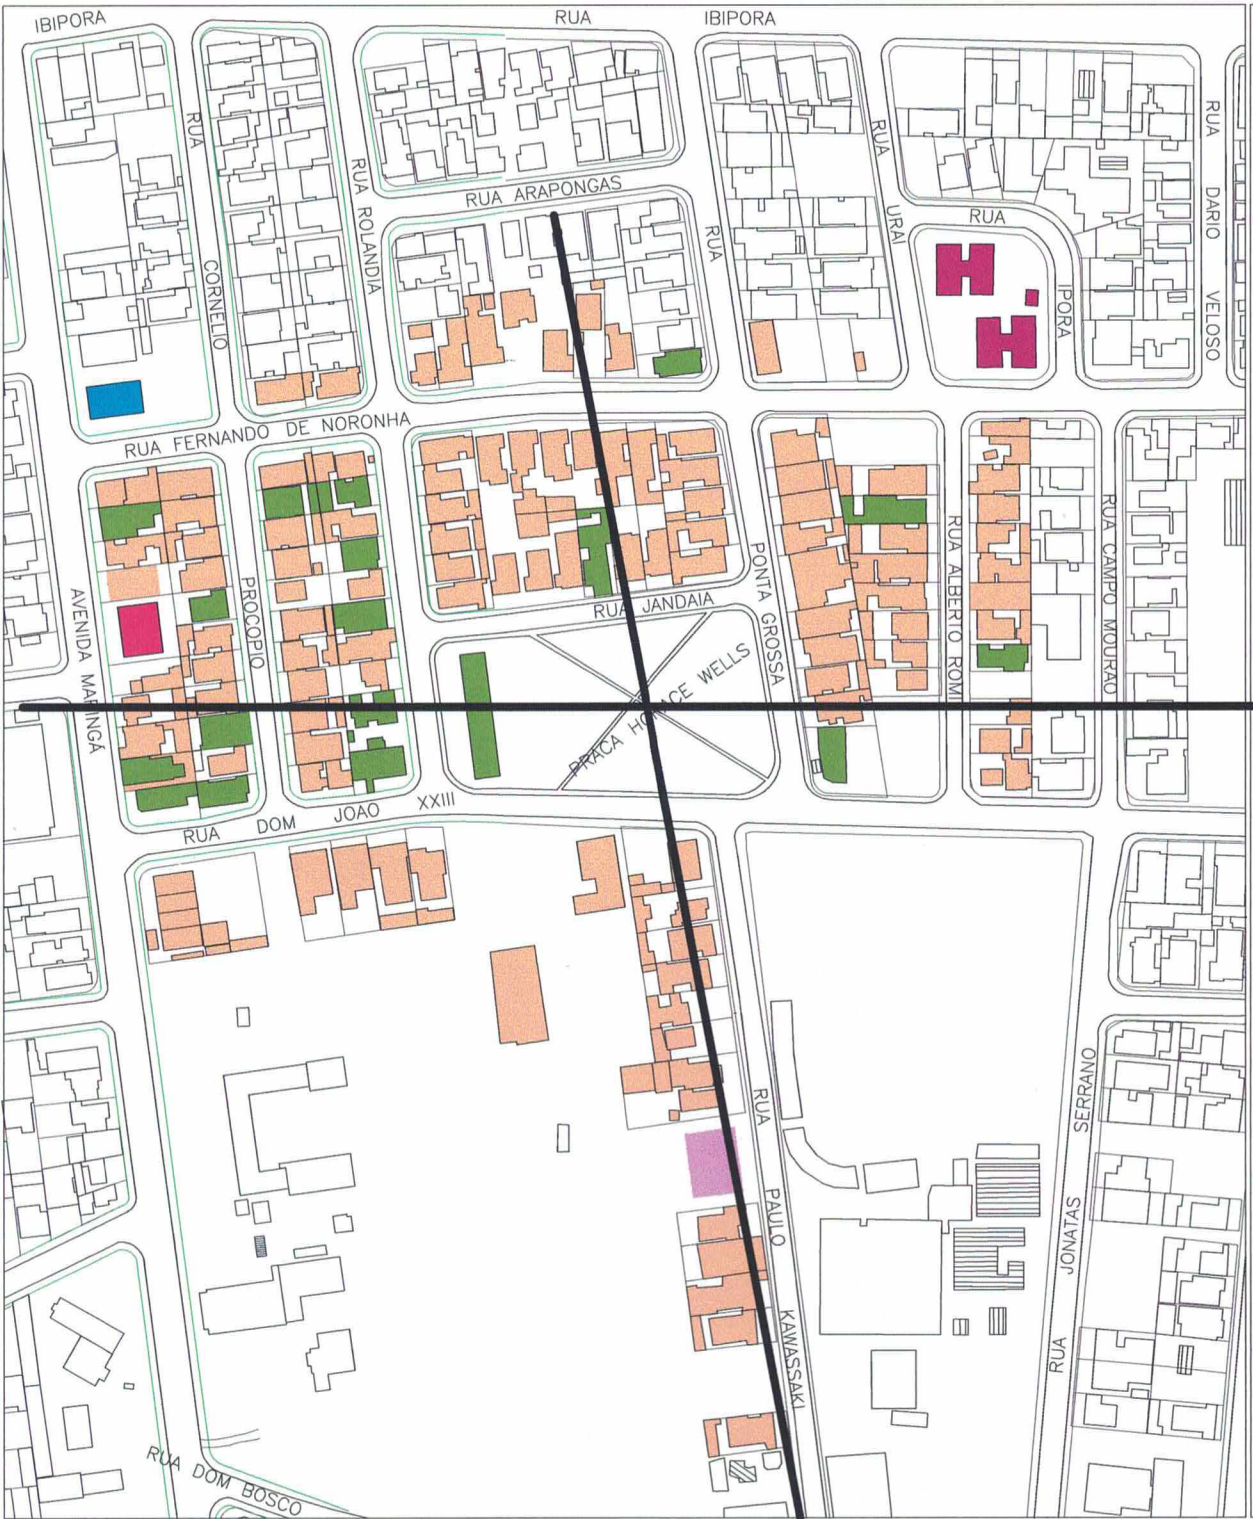 IBIPORA
RUA
IBIPORA
RUA
CORNELIO
PROCOPIO
RUA ROLANDIA
RUA ARAPONGAS
RUA
PONTA GROSSA
RUA
URAI
RUA
IPORA
RUA DARIO VELOSO
RUA FERNANDO DE NORONHA
AVENIDA MARINGÁ
RUA JANDAIA
PRAÇA HORACE WELLS
RUA ALBERTO ROMI
RUA CAMPO MOURAO
RUA DOM JOAO XXIII
RUA PAULO KAWASSAKI
RUA JONATAS SERRANO
RUA DOM BOSCO